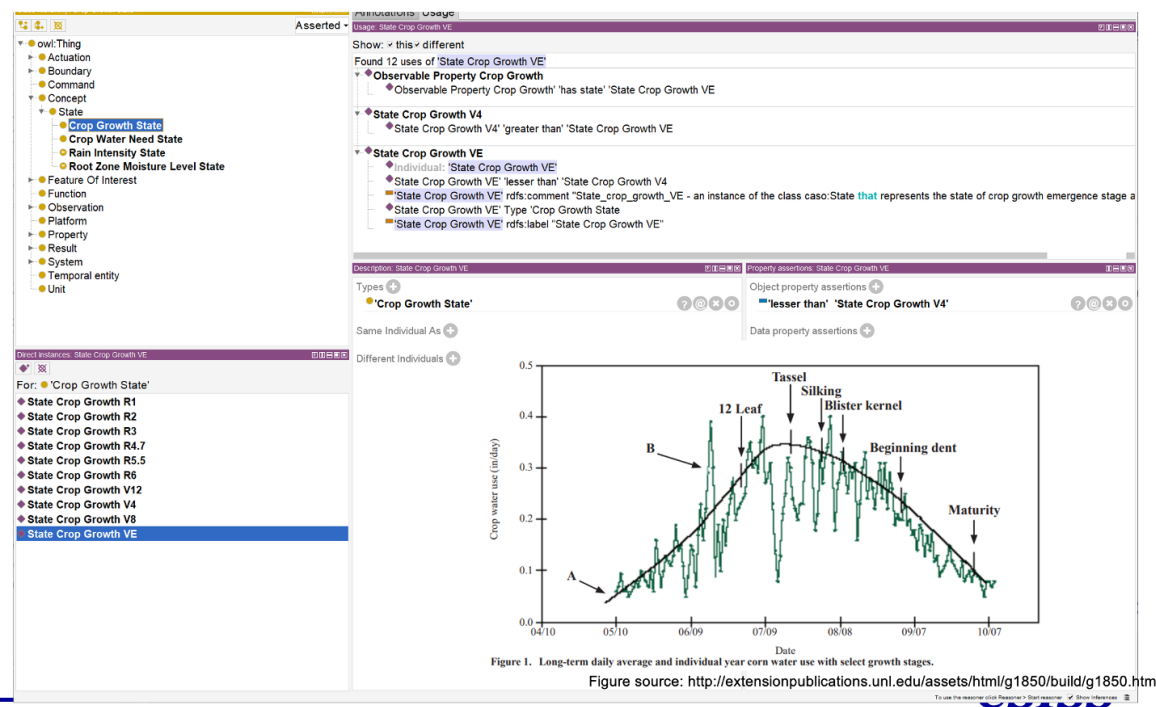 Annotations Usage
Asserted
Usage: State Crop Growth VE
Show: this different
Found 12 uses of 'State Crop Growth VE'
Observable Property Crop Growth
Observable Property Crop Growth' 'has state' 'State Crop Growth VE
State Crop Growth V4
State Crop Growth V4' 'greater than' 'State Crop Growth VE
State Crop Growth VE
Individual: 'State Crop Growth VE'
State Crop Growth VE' 'lesser than' 'State Crop Growth V4
'State Crop Growth VE' rdfs:comment "State_crop_growth_VE - an instance of the class caso:State that represents the state of crop growth emergence stage a
State Crop Growth VE' Type 'Crop Growth State
'State Crop Growth VE' rdfs:label "State Crop Growth VE"
owl:Thing
Actuation
Boundary
Command
Concept
State
Crop Growth State
Crop Water Need State
Rain Intensity State
Root Zone Moisture Level State
Feature Of Interest
Function
Observation
Platform
Property
Result
System
Temporal entity
Unit
Description: State Crop Growth VE
Types
'Crop Growth State'
Same Individual As
Different Individuals
Property assertions: State Crop Growth VE
Object property assertions
'lesser than' 'State Crop Growth V4'
Data property assertions
Direct Instances: State Crop Growth VE
For: 'Crop Growth State'
State Crop Growth R1
State Crop Growth R2
State Crop Growth R3
State Crop Growth R4.7
State Crop Growth R5.5
State Crop Growth R6
State Crop Growth V12
State Crop Growth V4
State Crop Growth V8
State Crop Growth VE
0.5
0.4
0.3
0.2
0.1
0.0
Crop water use (in/day)
Tassel
Silking
12 Leaf
Blister kernel
B
Beginning dent
Maturity
A
04/10 05/10 06/09 07/09 08/08 09/07 10/07
Date
Figure 1. Long-term daily average and individual year corn water use with select growth stages.
Figure source: http://extensionpublications.unl.edu/assets/html/g1850/build/g1850.htm
To use the reasoner click Reasoner > Start reasoner Show Inferences